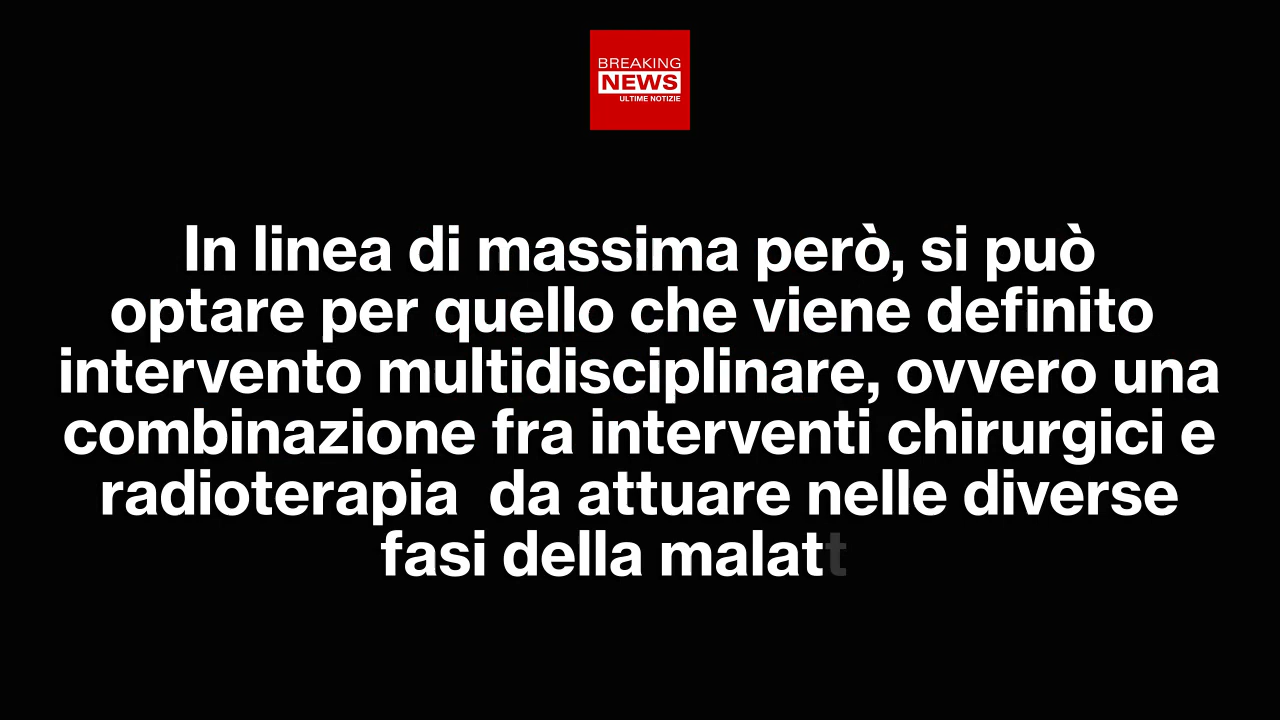 BREAKING
NEWS
ULTIME NOTIZIE
In linea di massima però, si può
optare per quello che viene definito
intervento multidisciplinare, ovvero una
combinazione fra interventi chirurgici e
radioterapia  da attuare nelle diverse
fasi della malatt